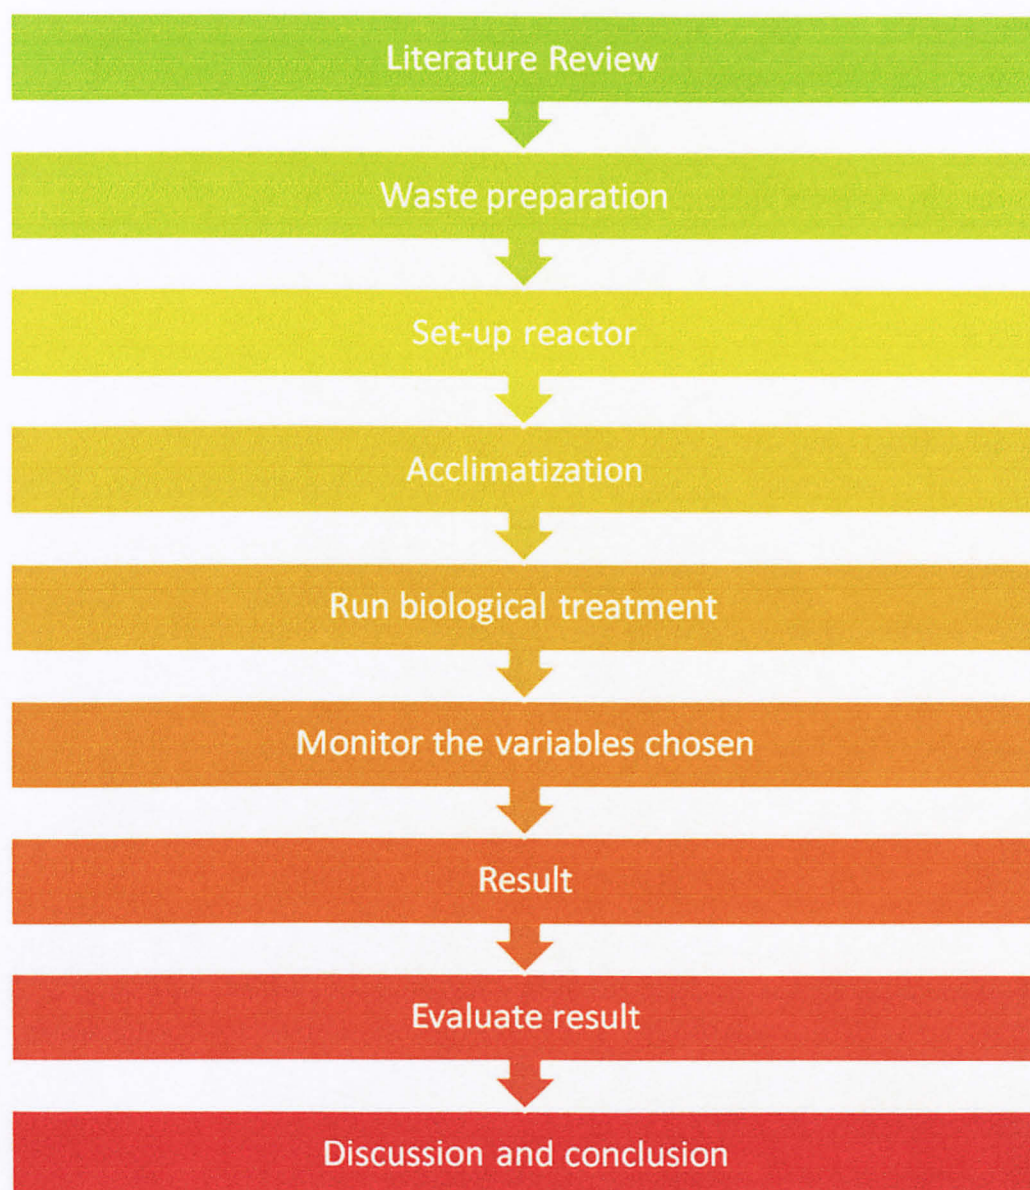 Literature Review
Waste preparation
Set-up reactor
Acclimatization
Run biological treatment
Monitor the variables chosen
Result
Evaluate result
Discussion and conclusion